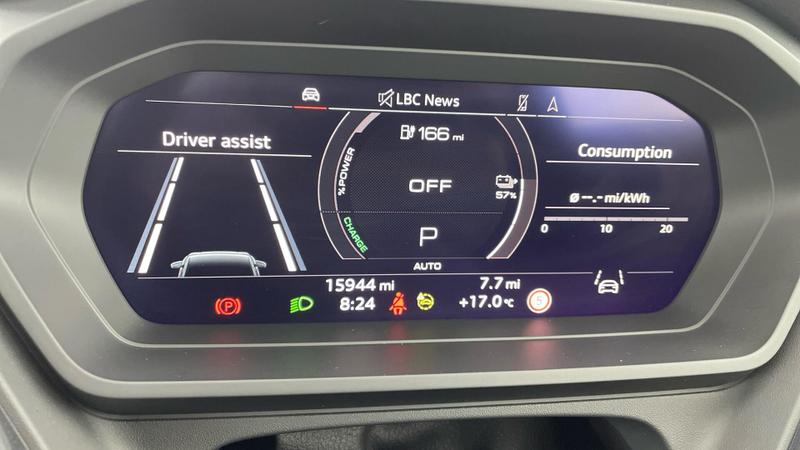 LBC News
Driver assist
166 mi
Consumption
%POWER
OFF
57%
ø --.- mi/kWh
0 10 20
CHARGE
P
AUTO
15944 mi
7.7 mi
P
8:24
+17.0 °C
5